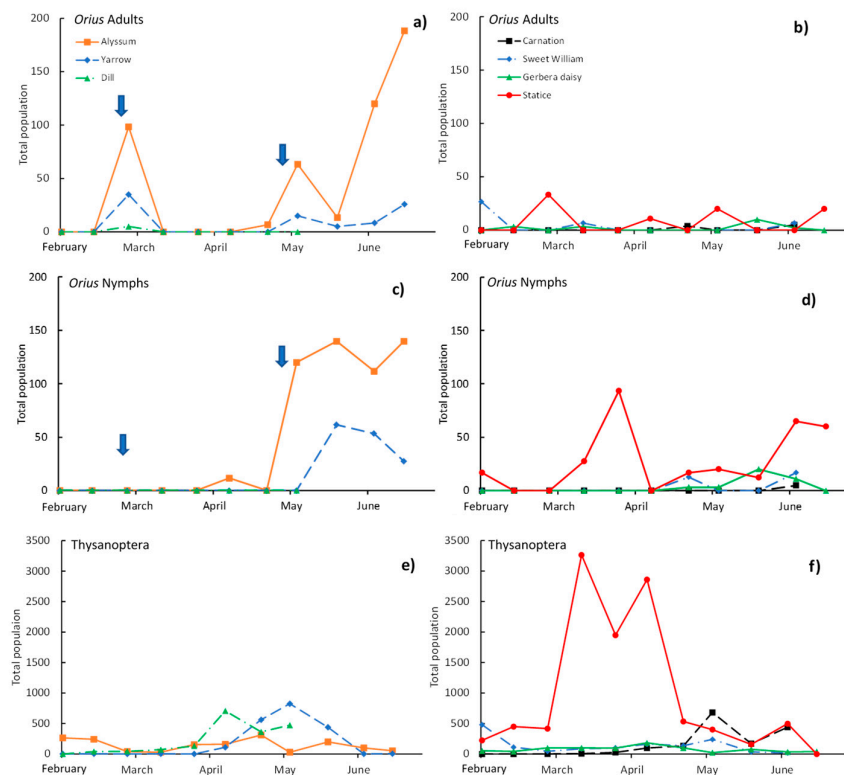 Orius Adults
a)
200
150
100
50
0
Total population
Alyssum
Yarrow
Dill
February
March
April
May
June
Orius Adults
b)
200
150
100
50
0
Total population
Carnation
Sweet William
Gerbera daisy
Statice
February
March
April
May
June
Orius Nymphs
c)
200
150
100
50
0
Total population
February
March
April
May
June
Orius Nymphs
d)
200
150
100
50
0
Total population
February
March
April
May
June
Thysanoptera
e)
3500
3000
2500
2000
1500
1000
500
0
Total populaion
February
March
April
May
June
Thysanoptera
f)
3500
3000
2500
2000
1500
1000
500
0
Total population
February
March
April
May
June